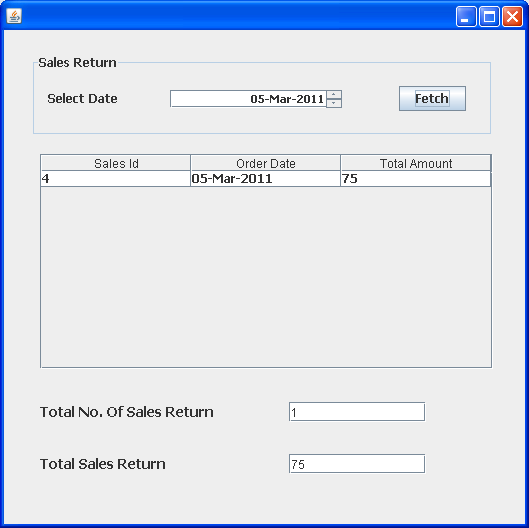 Sales Return
Select Date 05-Mar-2011 Fetch
Sales Id Order Date Total Amount
4 05-Mar-2011 75
Total No. Of Sales Return 1
Total Sales Return 75